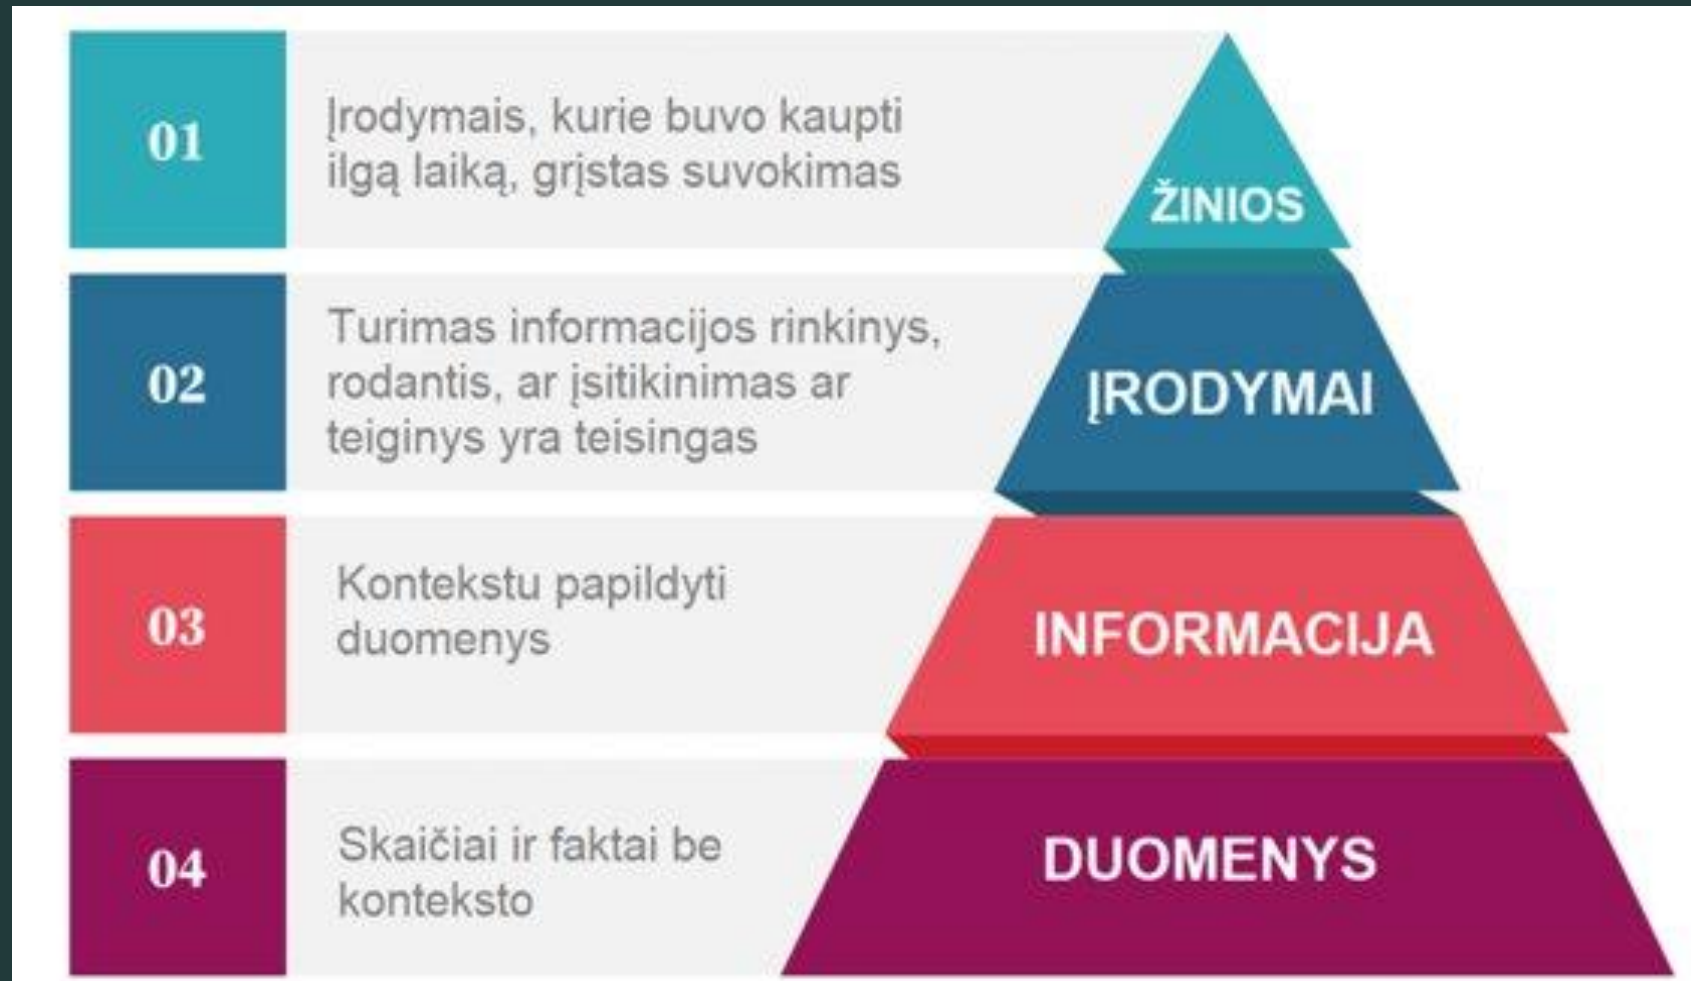 01
Įrodymais, kurie buvo kaupti
ilgą laiką, grįstas suvokimas
ŽINIOS
02
Turimas informacijos rinkinys,
rodantis, ar įsitikinimas ar
teiginys yra teisingas
ĮRODYMAI
03
Kontekstu papildyti
duomenys
INFORMACIJA
04
Skaičiai ir faktai be
konteksto
DUOMENYS